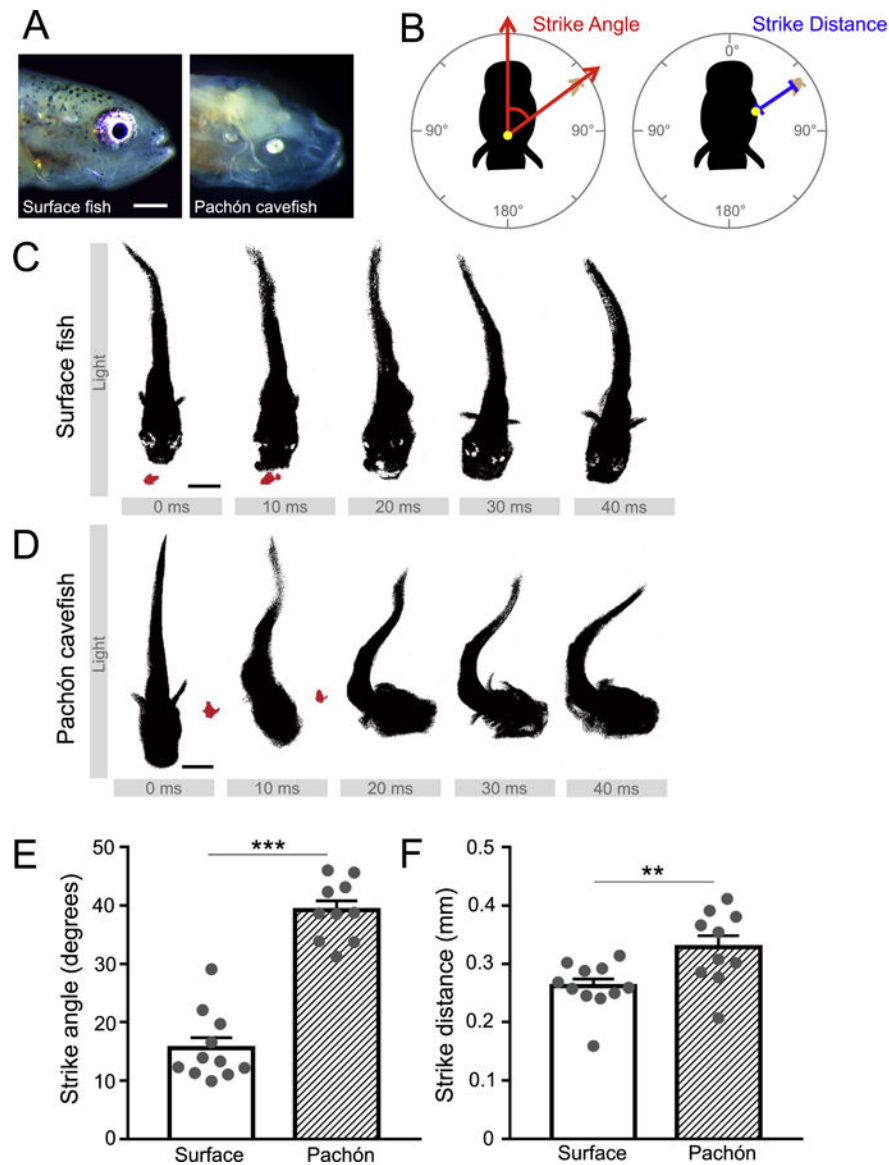 A
Surface fish
Pachón cavefish
B
Strike Angle
Strike Distance
90°
90°
180°
0°
90°
90°
180°
C
Surface fish
Light
0 ms
10 ms
20 ms
30 ms
40 ms
D
Pachón cavefish
Light
0 ms
10 ms
20 ms
30 ms
40 ms
E
Strike angle (degrees)
50
40
30
20
10
0
***
Surface
Pachón
F
Strike distance (mm)
0.5
0.4
0.3
0.2
0.1
0
**
Surface
Pachón